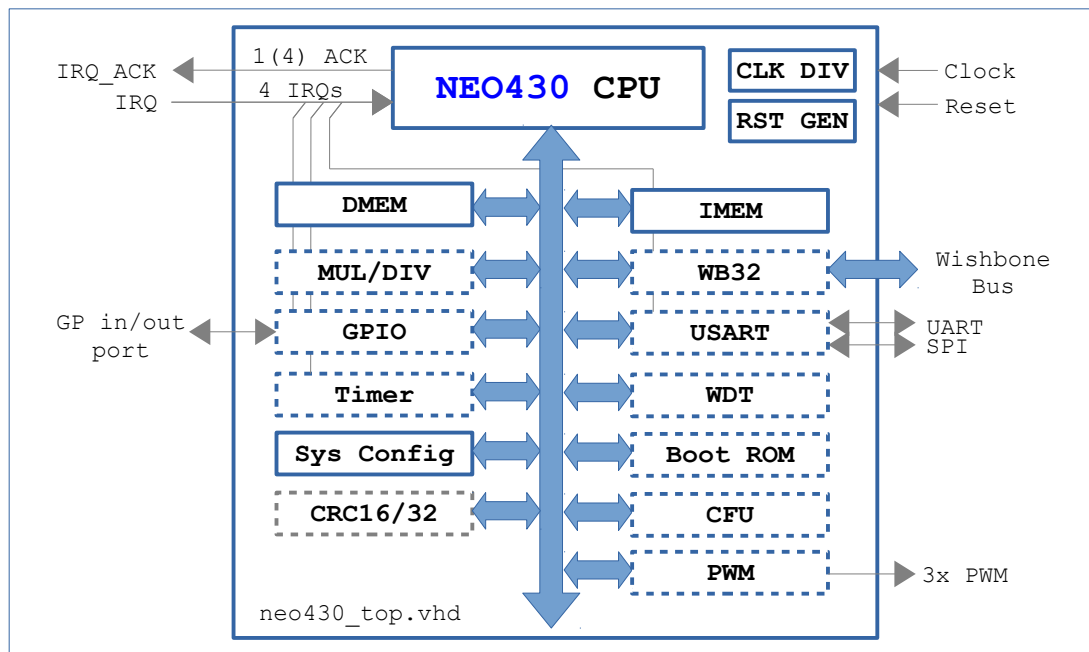 1(4) ACK
IRQ_ACK
IRQ
4 IRQs
NEO430 CPU
CLK DIV
RST GEN
Clock
Reset
DMEM
IMEM
MUL/DIV
WB32
Wishbone
Bus
GP in/out
port
GPIO
USART
UART
SPI
Timer
WDT
Sys Config
Boot ROM
CRC16/32
CFU
PWM
3x PWM
neo430_top.vhd